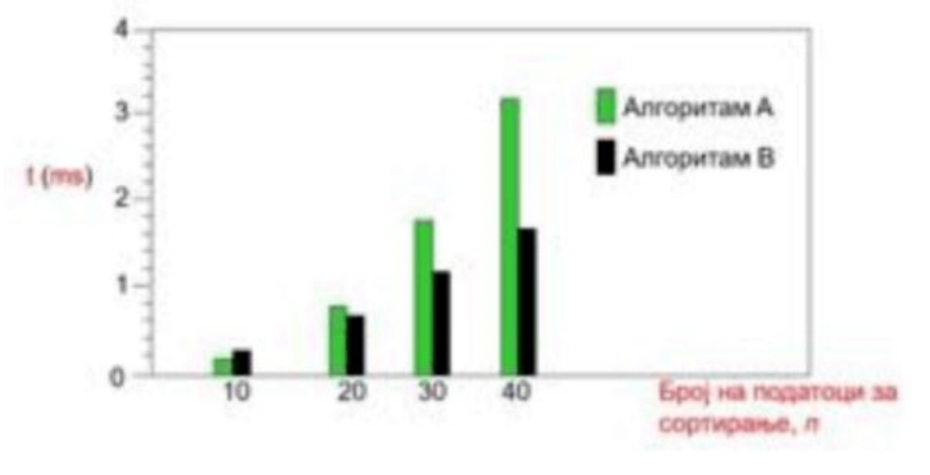 4
3
t (ms)
2
1
0
Алгоритам А
Алгоритам В
10 20 30 40
Број на податоци за
сортирање, n